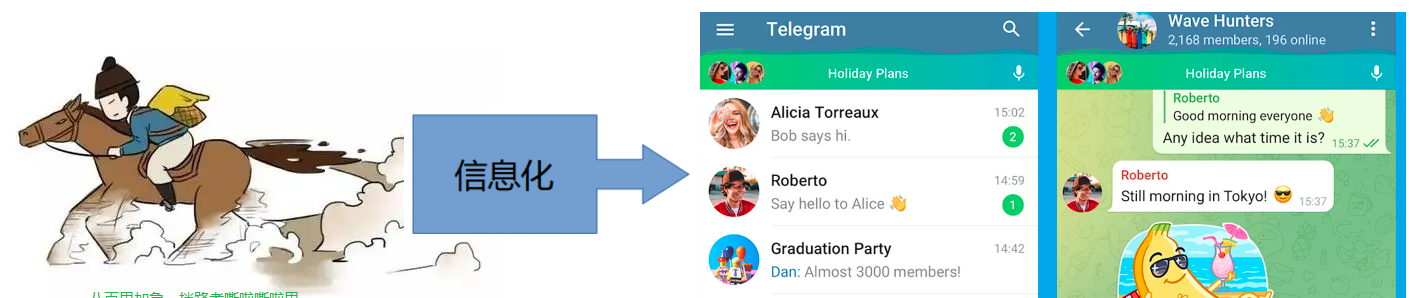 信息化
Telegram
Holiday Plans
Alicia Torreaux
15:02
Bob says hi.
2
Roberto
14:59
Say hello to Alice 👋
1
Graduation Party
14:42
Dan: Almost 3000 members!
Wave Hunters
2,168 members, 196 online
Holiday Plans
Roberto
Good morning everyone 👋
Any idea what time it is?
15:37
Roberto
Still morning in Tokyo! 😎
15:37